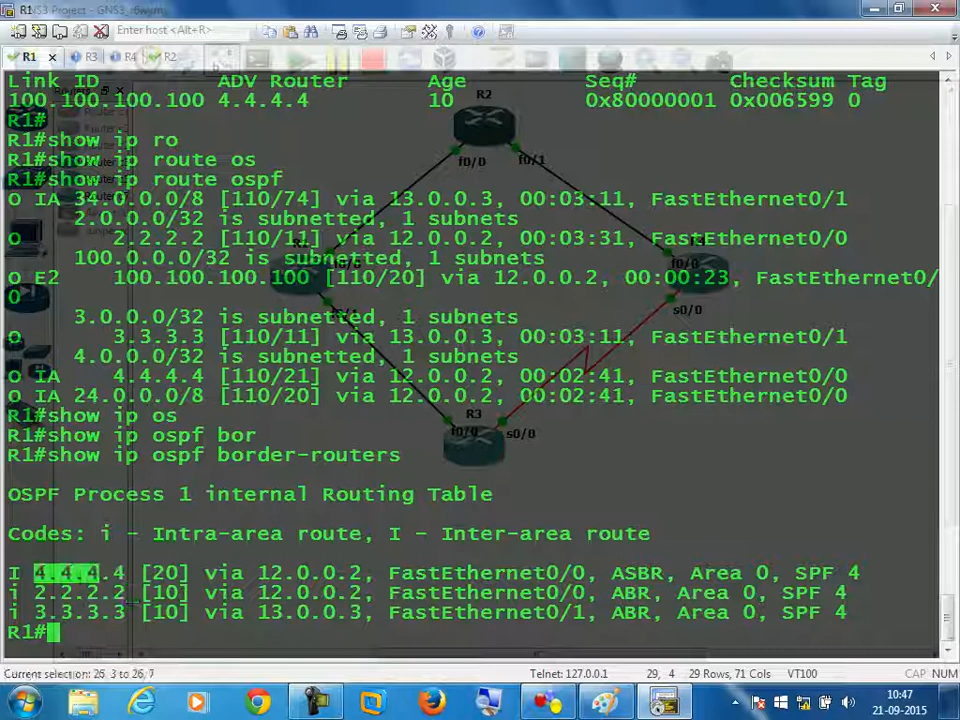 R1
GNS3 Project - GNS3_
Enter host <Alt+R>
R1
R3
R4
R2
Link ID ADV Router Age Seq# Checksum Tag
100.100.100.100 4.4.4.4 10 0x80000001 0x006599 0
R1#
R1#show ip ro
R1#show ip route os
R1#show ip route ospf
O IA 34.0.0.0/8 [110/74] via 13.0.0.3, 00:03:11, FastEthernet0/1
2.0.0.0/32 is subnetted, 1 subnets
O 2.2.2.2 [110/11] via 12.0.0.2, 00:03:31, FastEthernet0/0
100.0.0.0/32 is subnetted, 1 subnets
O E2 100.100.100.100 [110/20] via 12.0.0.2, 00:00:23, FastEthernet0/
0
3.0.0.0/32 is subnetted, 1 subnets
O 3.3.3.3 [110/11] via 13.0.0.3, 00:03:11, FastEthernet0/1
4.0.0.0/32 is subnetted, 1 subnets
O IA 4.4.4.4 [110/21] via 12.0.0.2, 00:02:41, FastEthernet0/0
O IA 24.0.0.0/8 [110/20] via 12.0.0.2, 00:02:41, FastEthernet0/0
R1#show ip os
R1#show ip ospf bor
R1#show ip ospf border-routers
OSPF Process 1 internal Routing Table
Codes: i - Intra-area route, I - Inter-area route
I 4.4.4.4 [20] via 12.0.0.2, FastEthernet0/0, ASBR, Area 0, SPF 4
i 2.2.2.2 [10] via 12.0.0.2, FastEthernet0/0, ABR, Area 0, SPF 4
i 3.3.3.3 [10] via 13.0.0.3, FastEthernet0/1, ABR, Area 0, SPF 4
R1#
R2
f0/0
f0/1
f0/0
s0/0
R3
f0/0
s0/0
Current selection: 26, 3 to 26, 7
Telnet: 127.0.0.1
29, 4
29 Rows, 71 Cols
VT100
CAP
NUM
10:47
21-09-2015